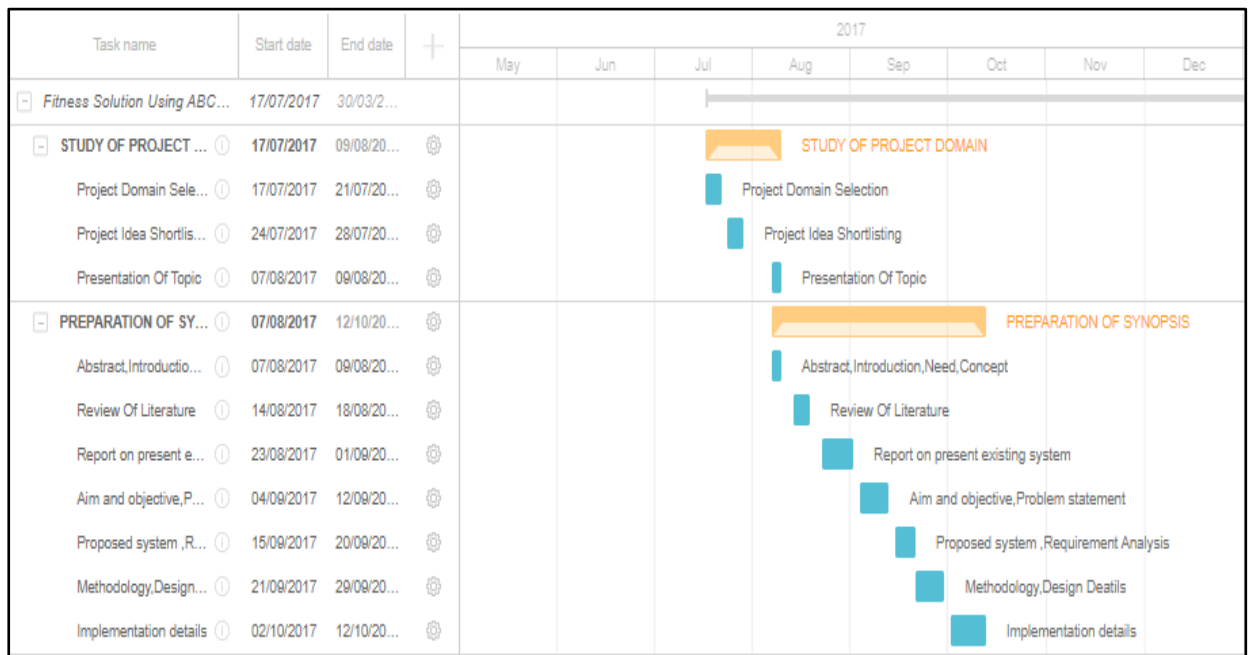 Task name Start date End date 2017
May Jun Jul Aug Sep Oct Nov Dec
Fitness Solution Using ABC... 17/07/2017 30/03/2...
STUDY OF PROJECT ... 17/07/2017 09/08/20... STUDY OF PROJECT DOMAIN
Project Domain Sele... 17/07/2017 21/07/20... Project Domain Selection
Project Idea Shortlis... 24/07/2017 28/07/20... Project Idea Shortlisting
Presentation Of Topic 07/08/2017 09/08/20... Presentation Of Topic
PREPARATION OF SY... 07/08/2017 12/10/20... PREPARATION OF SYNOPSIS
Abstract,Introductio... 07/08/2017 09/08/20... Abstract,Introduction,Need,Concept
Review Of Literature 14/08/2017 18/08/20... Review Of Literature
Report on present e... 23/08/2017 01/09/20... Report on present existing system
Aim and objective,P... 04/09/2017 12/09/20... Aim and objective,Problem statement
Proposed system ,R... 15/09/2017 20/09/20... Proposed system ,Requirement Analysis
Methodology,Design... 21/09/2017 29/09/20... Methodology,Design Deatils
Implementation details 02/10/2017 12/10/20... Implementation details